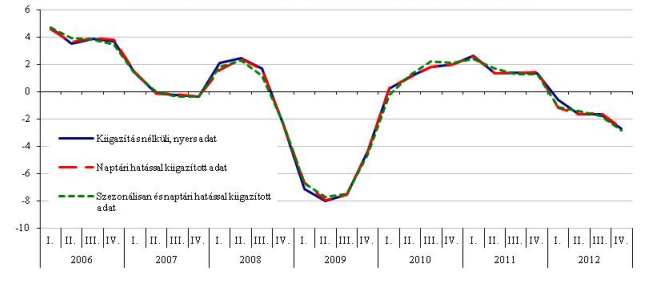 6
4
2
0
-2
-4
-6
-8
-10
Kiigazítás nélküli, nyers adat
Naptári hatással kiigazított adat
Szezonálisan és naptári hatással kiigazított
adat
I. II. III. IV. I. II. III. IV. I. II. III. IV. I. II. III. IV. I. II. III. IV. I. II. III. IV. I. II. III. IV.
2006 2007 2008 2009 2010 2011 2012